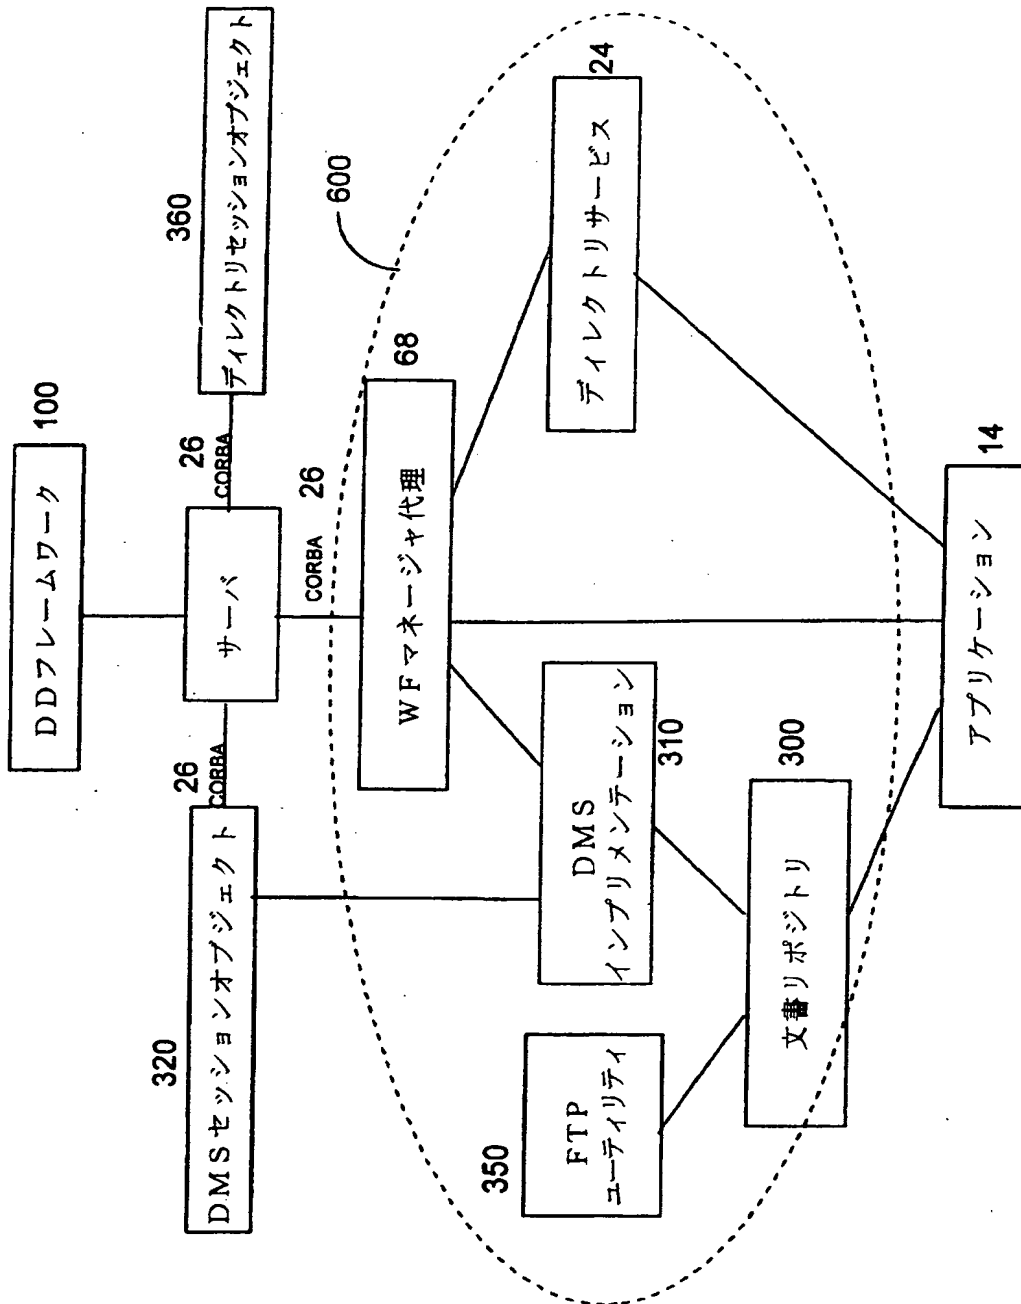 DDフレームワーク
100
360
ディレクトリセッションオブジェクト
26
CORBA
サーバ
26
CORBA
320
DMSセッションオブジェクト
CORBA
26
600
68
WFマネージャ代理
24
ディレクトリサービス
DMS
インプリメンテーション
310
350
FTP
ユーティリティ
300
文書リポジトリ
14
アプリケーション